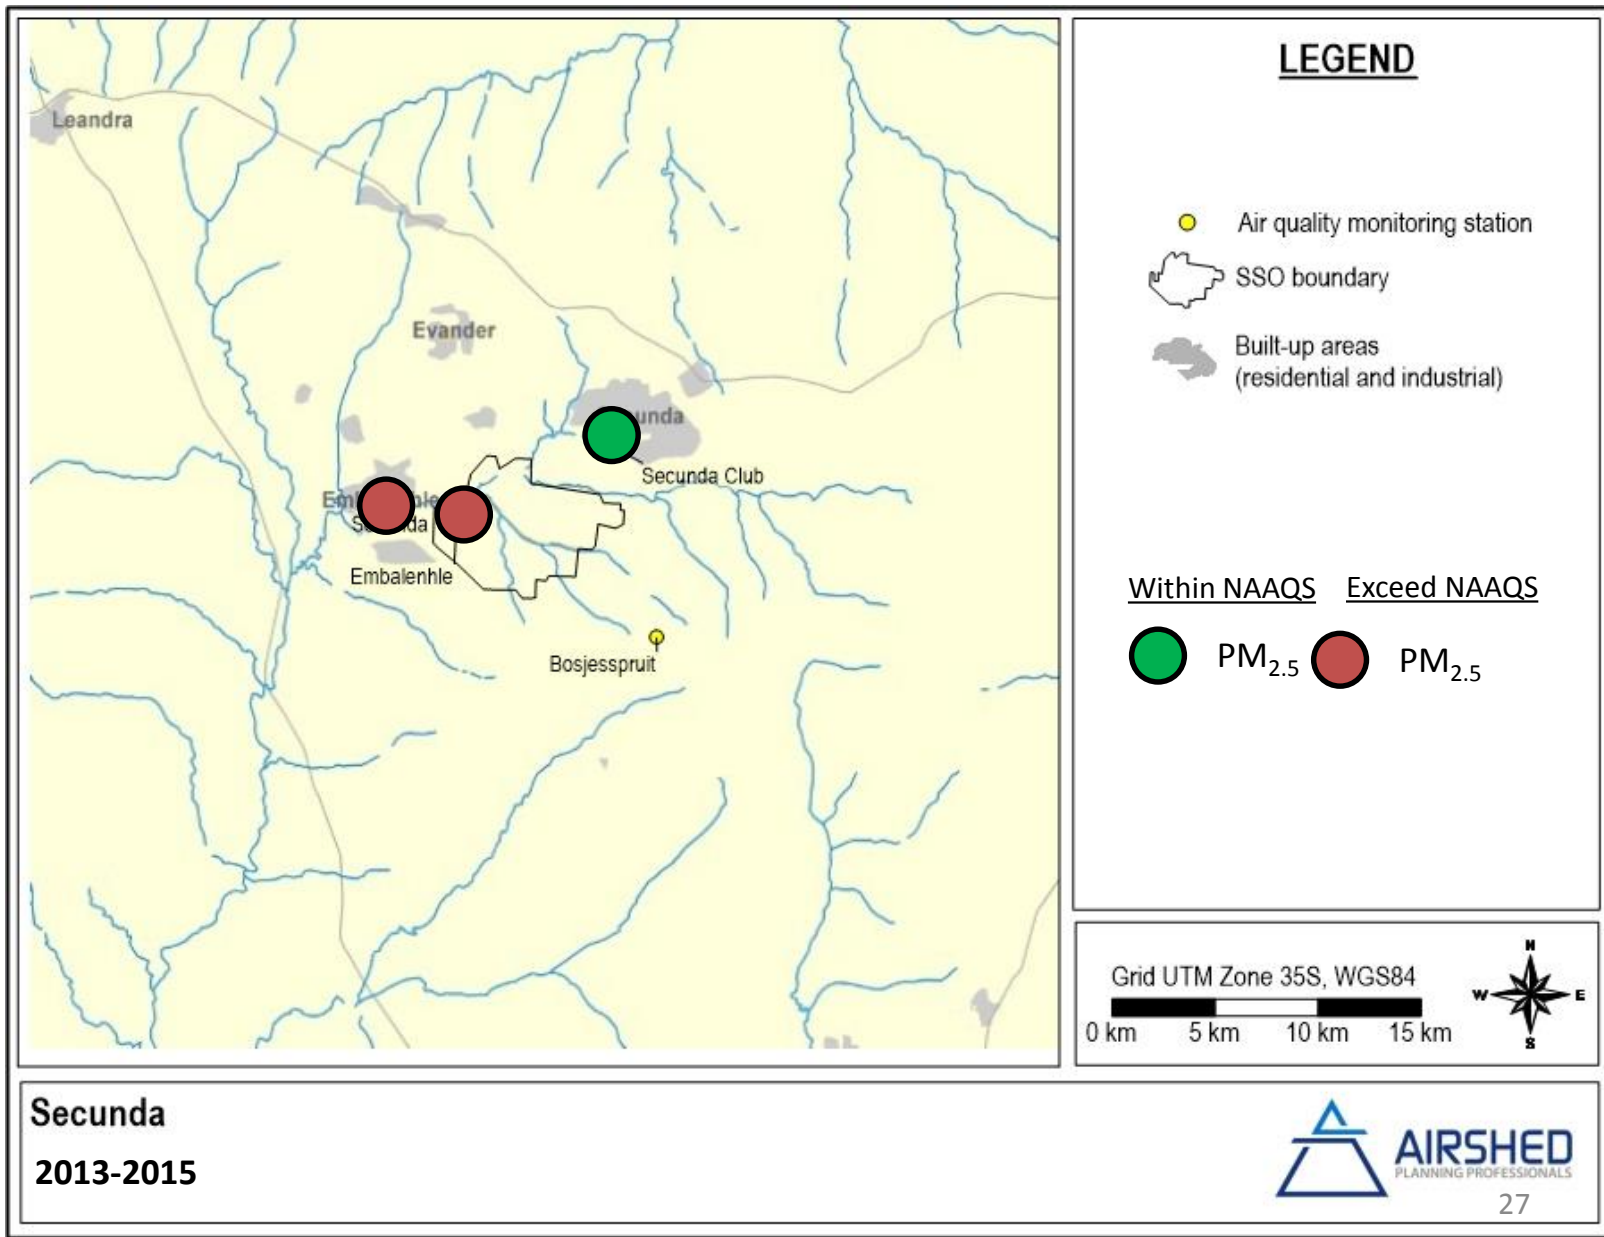 LEGEND
Air quality monitoring station
SSO boundary
Built-up areas
(residential and industrial)
Within NAAQS Exceed NAAQS
PM2.5 PM2.5
Leandra
Evander
Secunda Club
Embalenhle
Bosjesspruit
Grid UTM Zone 35S, WGS84
0 km 5 km 10 km 15 km
N
W E
S
Secunda
2013-2015
AIRSHED
PLANNING PROFESSIONALS
27